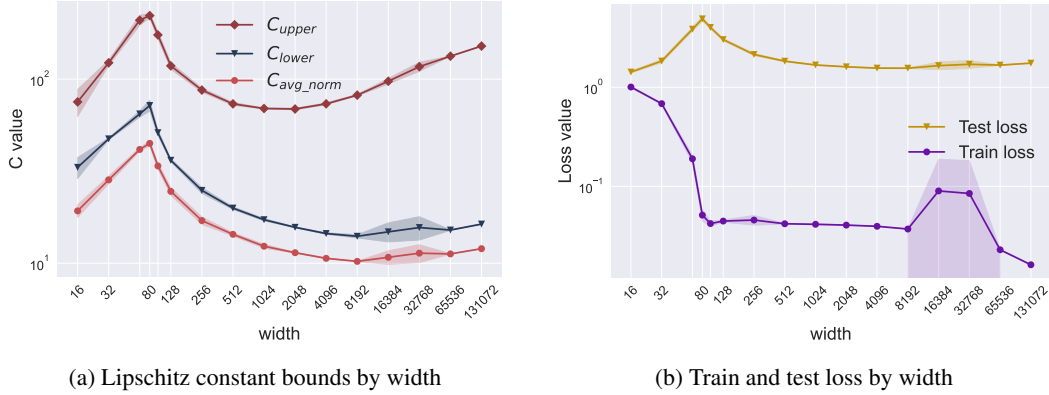 C value
10²
10¹
C_upper
C_lower
C_avg_norm
16 32 80 128 256 512 1024 2048 4096 8192 16384 32768 65536 131072
width
(a) Lipschitz constant bounds by width
Loss value
10⁰
10⁻¹
Test loss
Train loss
16 32 80 128 256 512 1024 2048 4096 8192 16384 32768 65536 131072
width
(b) Train and test loss by width